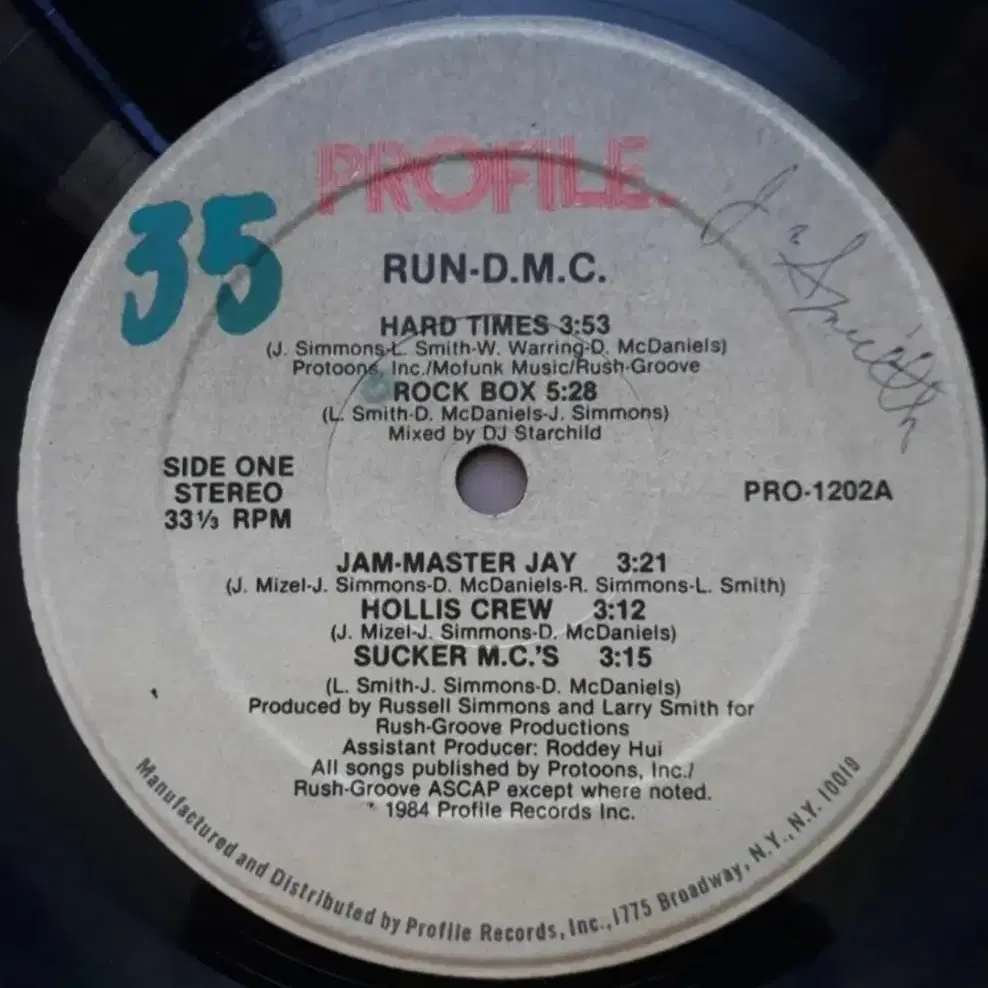 PROFILE.
35
J. Smith
RUN-D.M.C.
HARD TIMES 3:53
(J. Simmons-L. Smith-W. Warring-D. McDaniels)
Protoons, Inc./Mofunk Music/Rush-Groove
ROCK BOX 5:28
(L. Smith-D. McDaniels-J. Simmons)
Mixed by DJ Starchild
SIDE ONE
STEREO
33⅓ RPM
PRO-1202A
JAM-MASTER JAY 3:21
(J. Mizel-J. Simmons-D. McDaniels-R. Simmons-L. Smith)
HOLLIS CREW 3:12
(J. Mizel-J. Simmons-D. McDaniels)
SUCKER M.C.'S 3:15
(L. Smith-J. Simmons-D. McDaniels)
Produced by Russell Simmons and Larry Smith for
Rush-Groove Productions
Assistant Producer: Roddey Hui
All songs published by Protoons, Inc./
Rush-Groove ASCAP except where noted.
1984 Profile Records Inc.
Manufactured and Distributed by Profile Records, Inc., 1775 Broadway, N.Y., N.Y. 10019